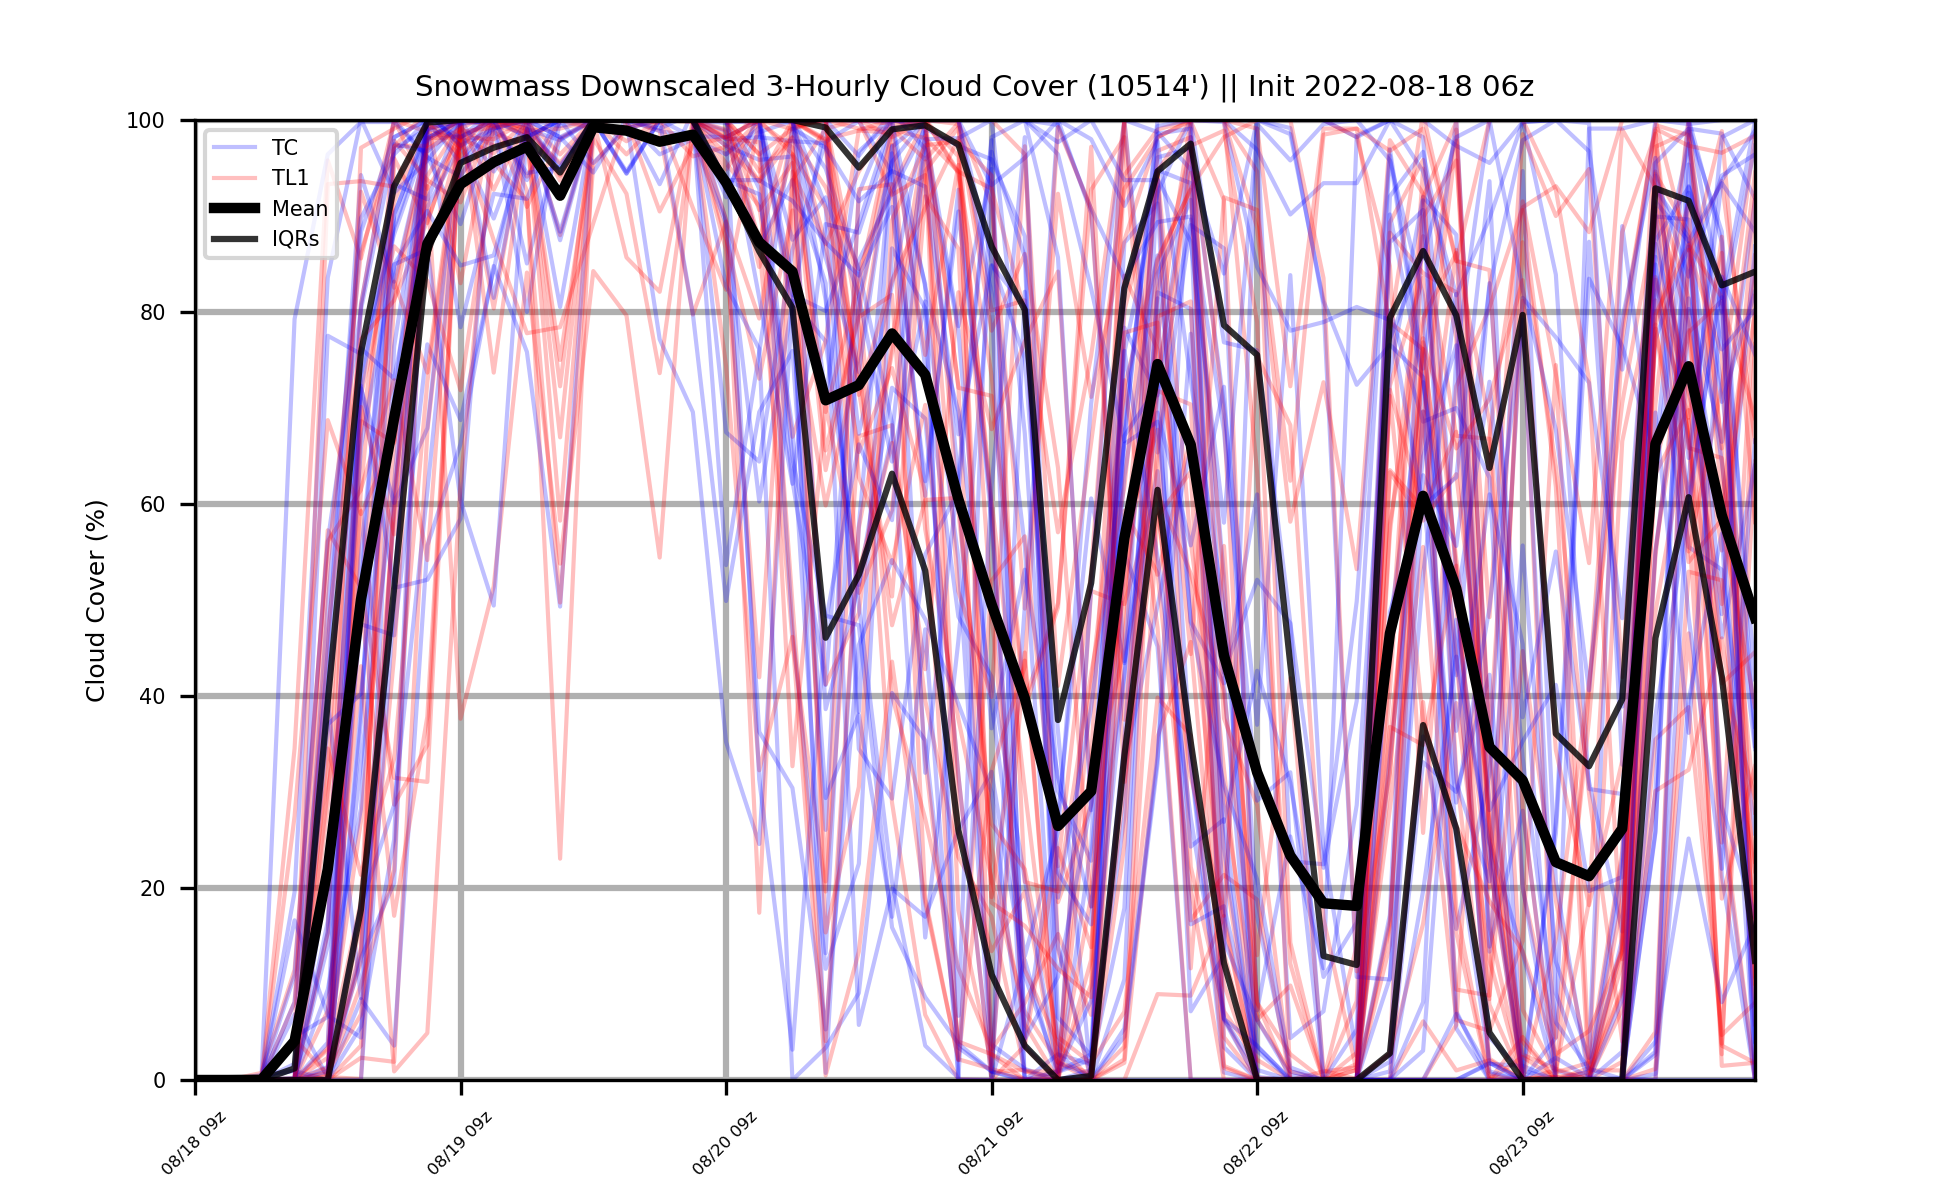 Snowmass Downscaled 3-Hourly Cloud Cover (10514') || Init 2022-08-18 06z
100
80
60
40
20
0
Cloud Cover (%)
TC
TL1
Mean
IQRs
08/18 09z
08/19 09z
08/20 09z
08/21 09z
08/22 09z
08/23 09z